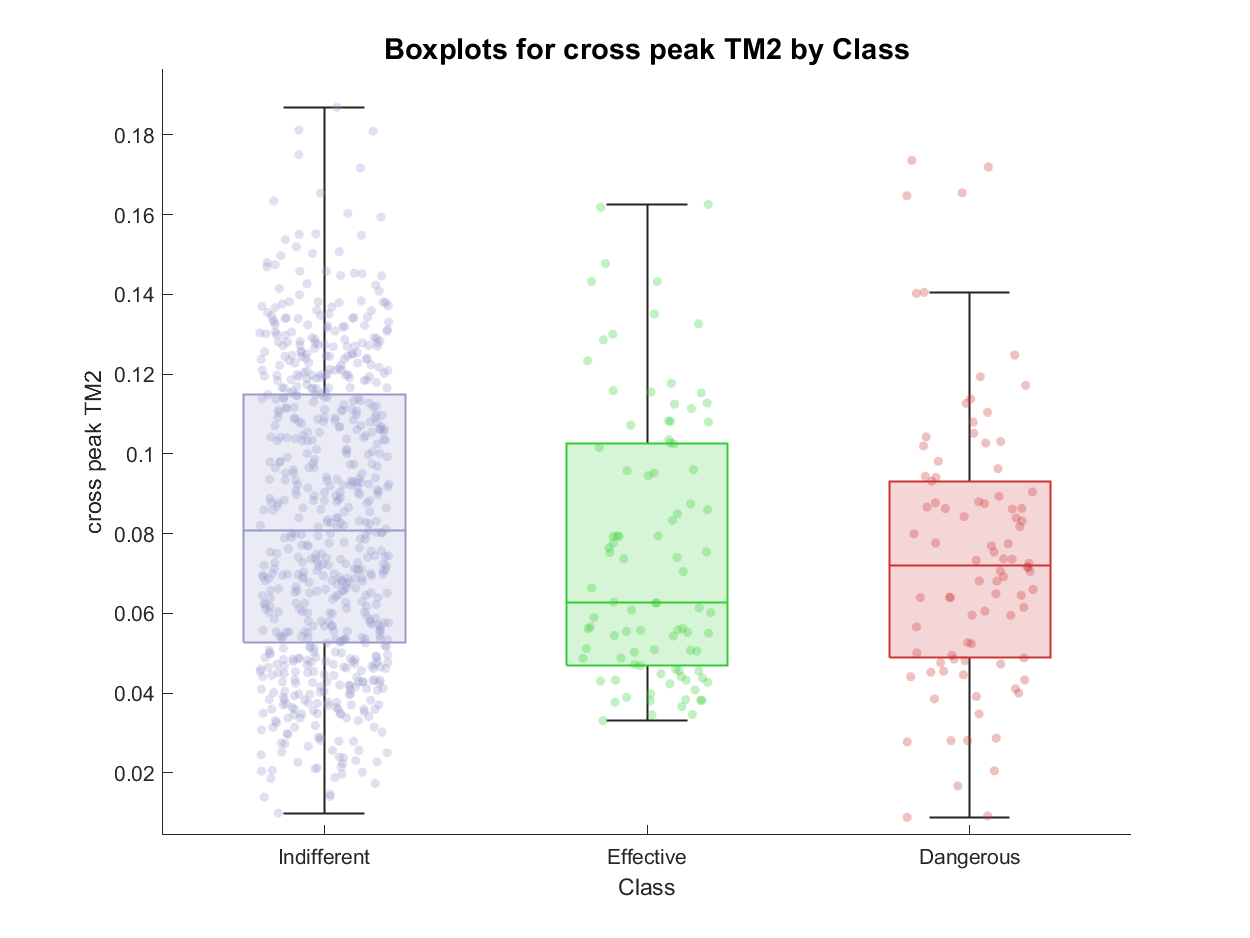 Boxplots for cross peak TM2 by Class
0.18
0.16
0.14
0.12
0.1
0.08
0.06
0.04
0.02
cross peak TM2
Indifferent Effective Dangerous
Class